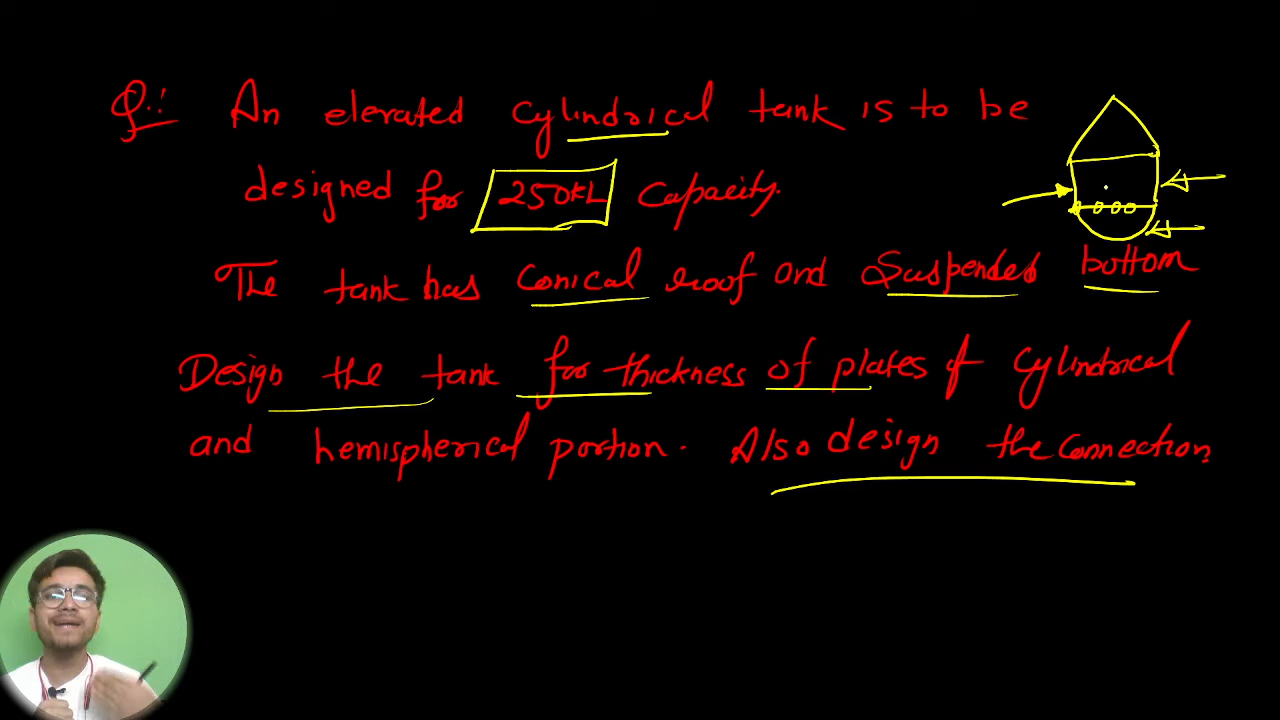 Q.: An elevated cylindrical tank is to be
designed for 250KL Capacity.
The tank has Conical roof and Suspended bottom
Design the tank for thickness of plates of Cylindrical
and hemispherical portion. Also design the Connection.